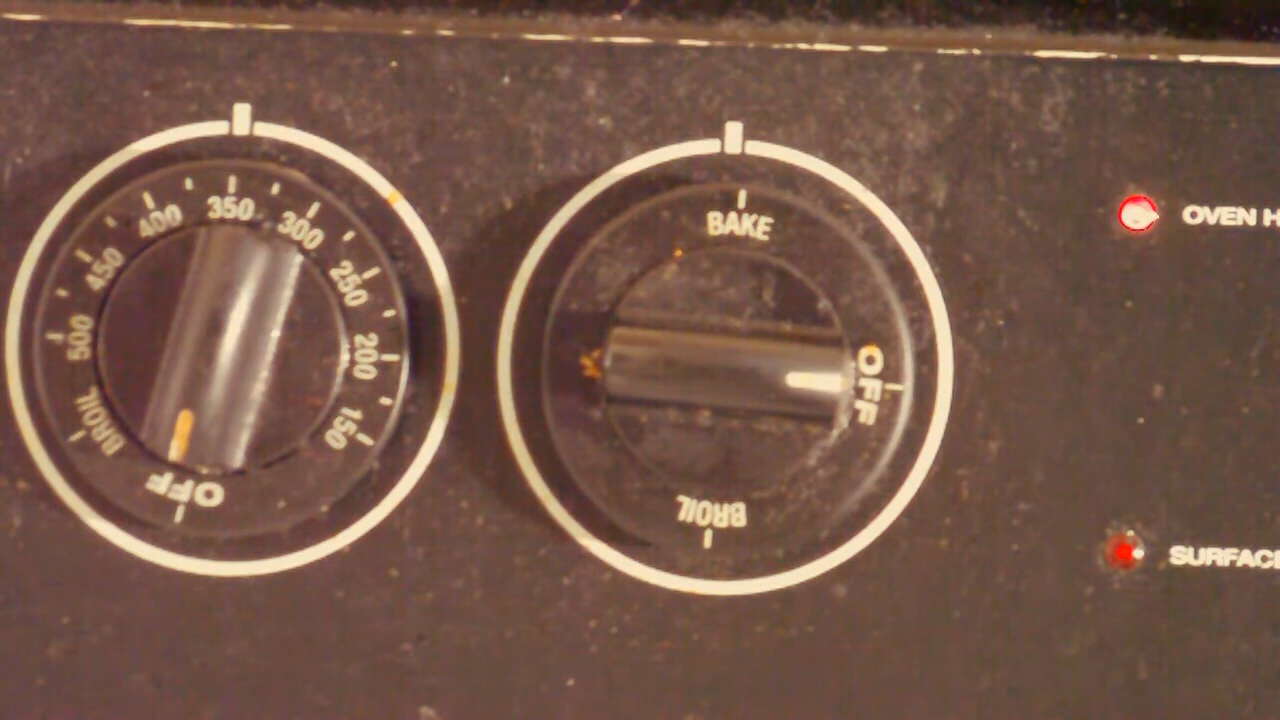 400 350 300
450 250
500 200
BROIL 150
OFF
BAKE
OFF
BROIL
OVEN H
SURFACE